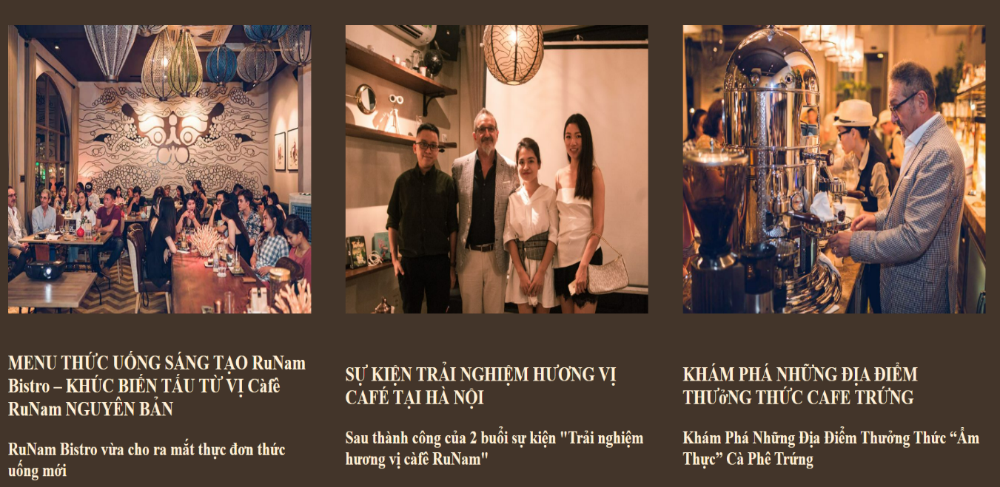 MENU THỨC UỐNG SÁNG TẠO RuNam
Bistro – KHÚC BIẾN TẤU TỪ VỊ Càfê
RuNam NGUYÊN BẢN
RuNam Bistro vừa cho ra mắt thực đơn thức
uống mới
SỰ KIỆN TRẢI NGHIỆM HƯƠNG VỊ
CAFÉ TẠI HÀ NỘI
Sau thành công của 2 buổi sự kiện "Trải nghiệm
hương vị càfê RuNam"
KHÁM PHÁ NHỮNG ĐỊA ĐIỂM
THƯởNG THỨC CAFE TRỨNG
Khám Phá Những Địa Điểm Thưởng Thức “Ẩm
Thực” Cà Phê Trứng